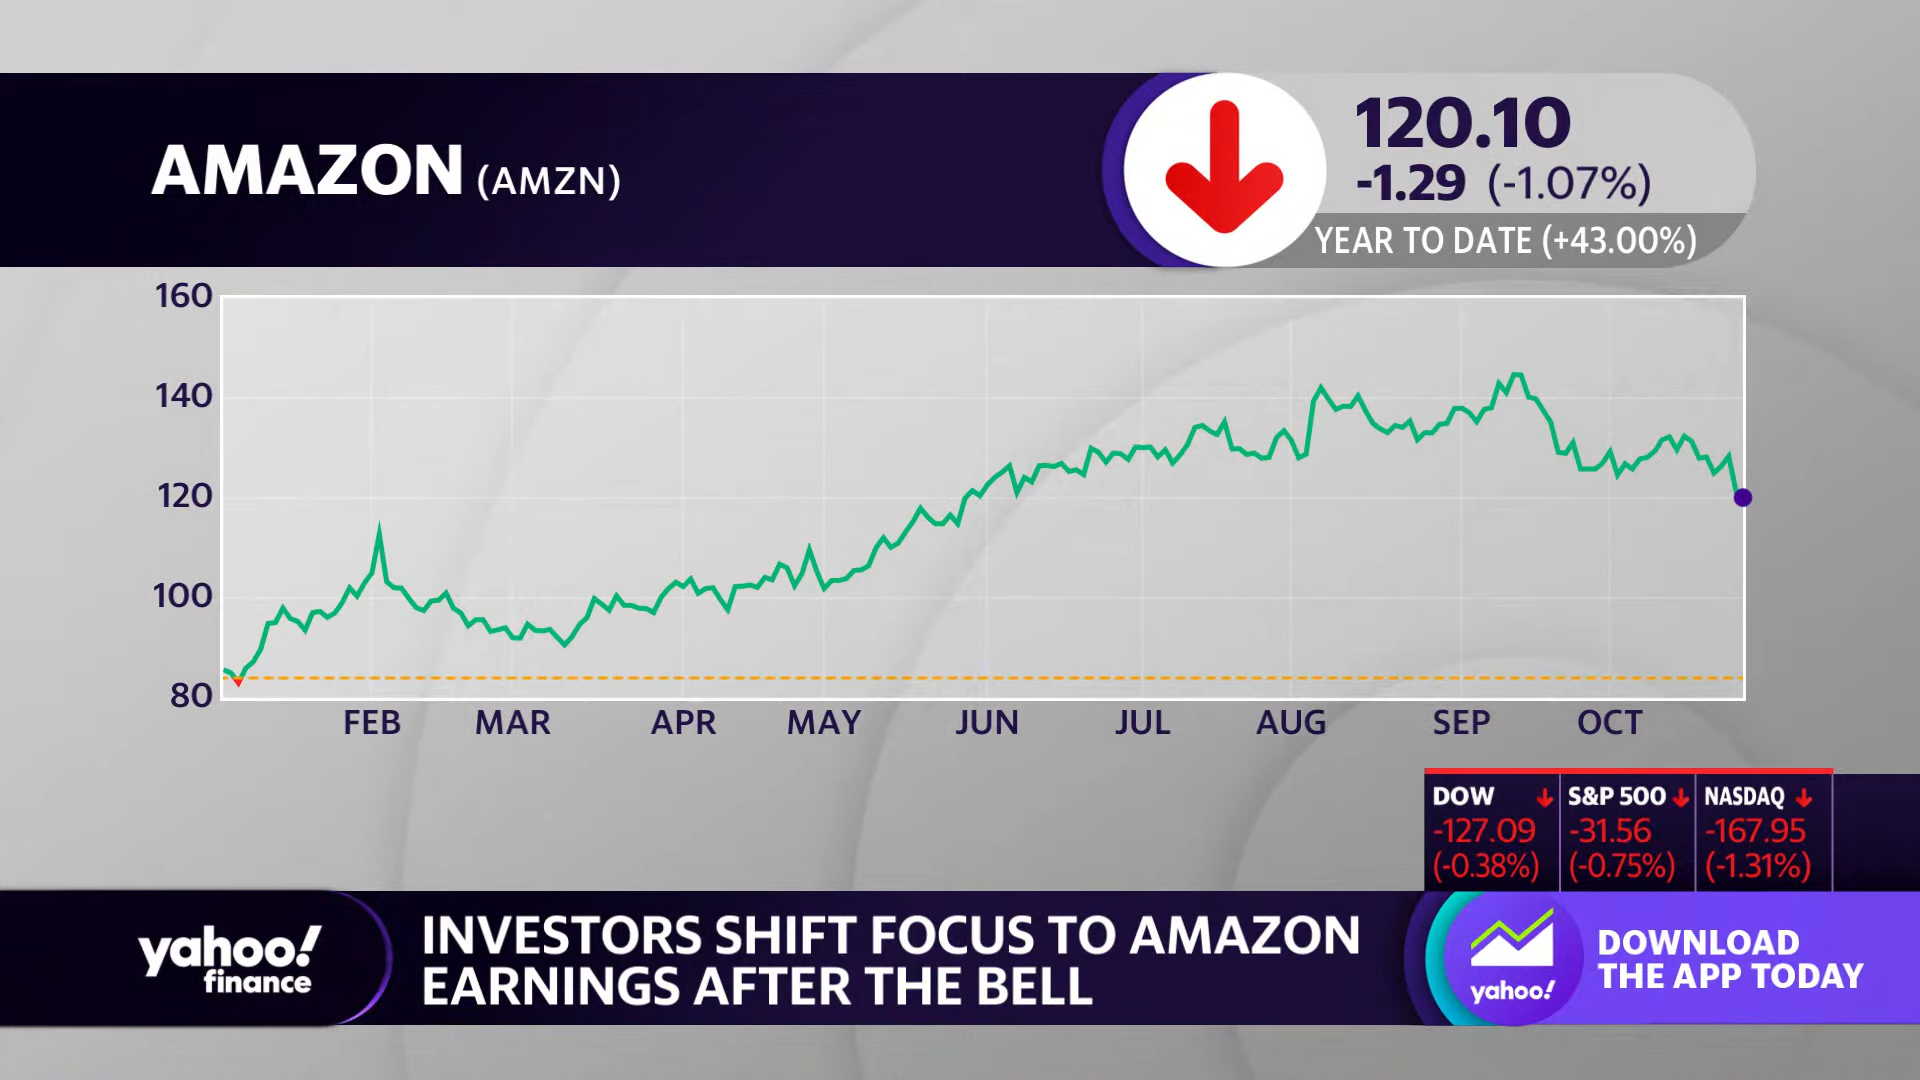 AMAZON (AMZN)
120.10
-1.29 (-1.07%)
YEAR TO DATE (+43.00%)
160
140
120
100
80
FEB MAR APR MAY JUN JUL AUG SEP OCT
DOW S&P 500 NASDAQ
-127.09 -31.56 -167.95
(-0.38%) (-0.75%) (-1.31%)
yahoo!
finance
INVESTORS SHIFT FOCUS TO AMAZON
EARNINGS AFTER THE BELL
yahoo!
DOWNLOAD
THE APP TODAY